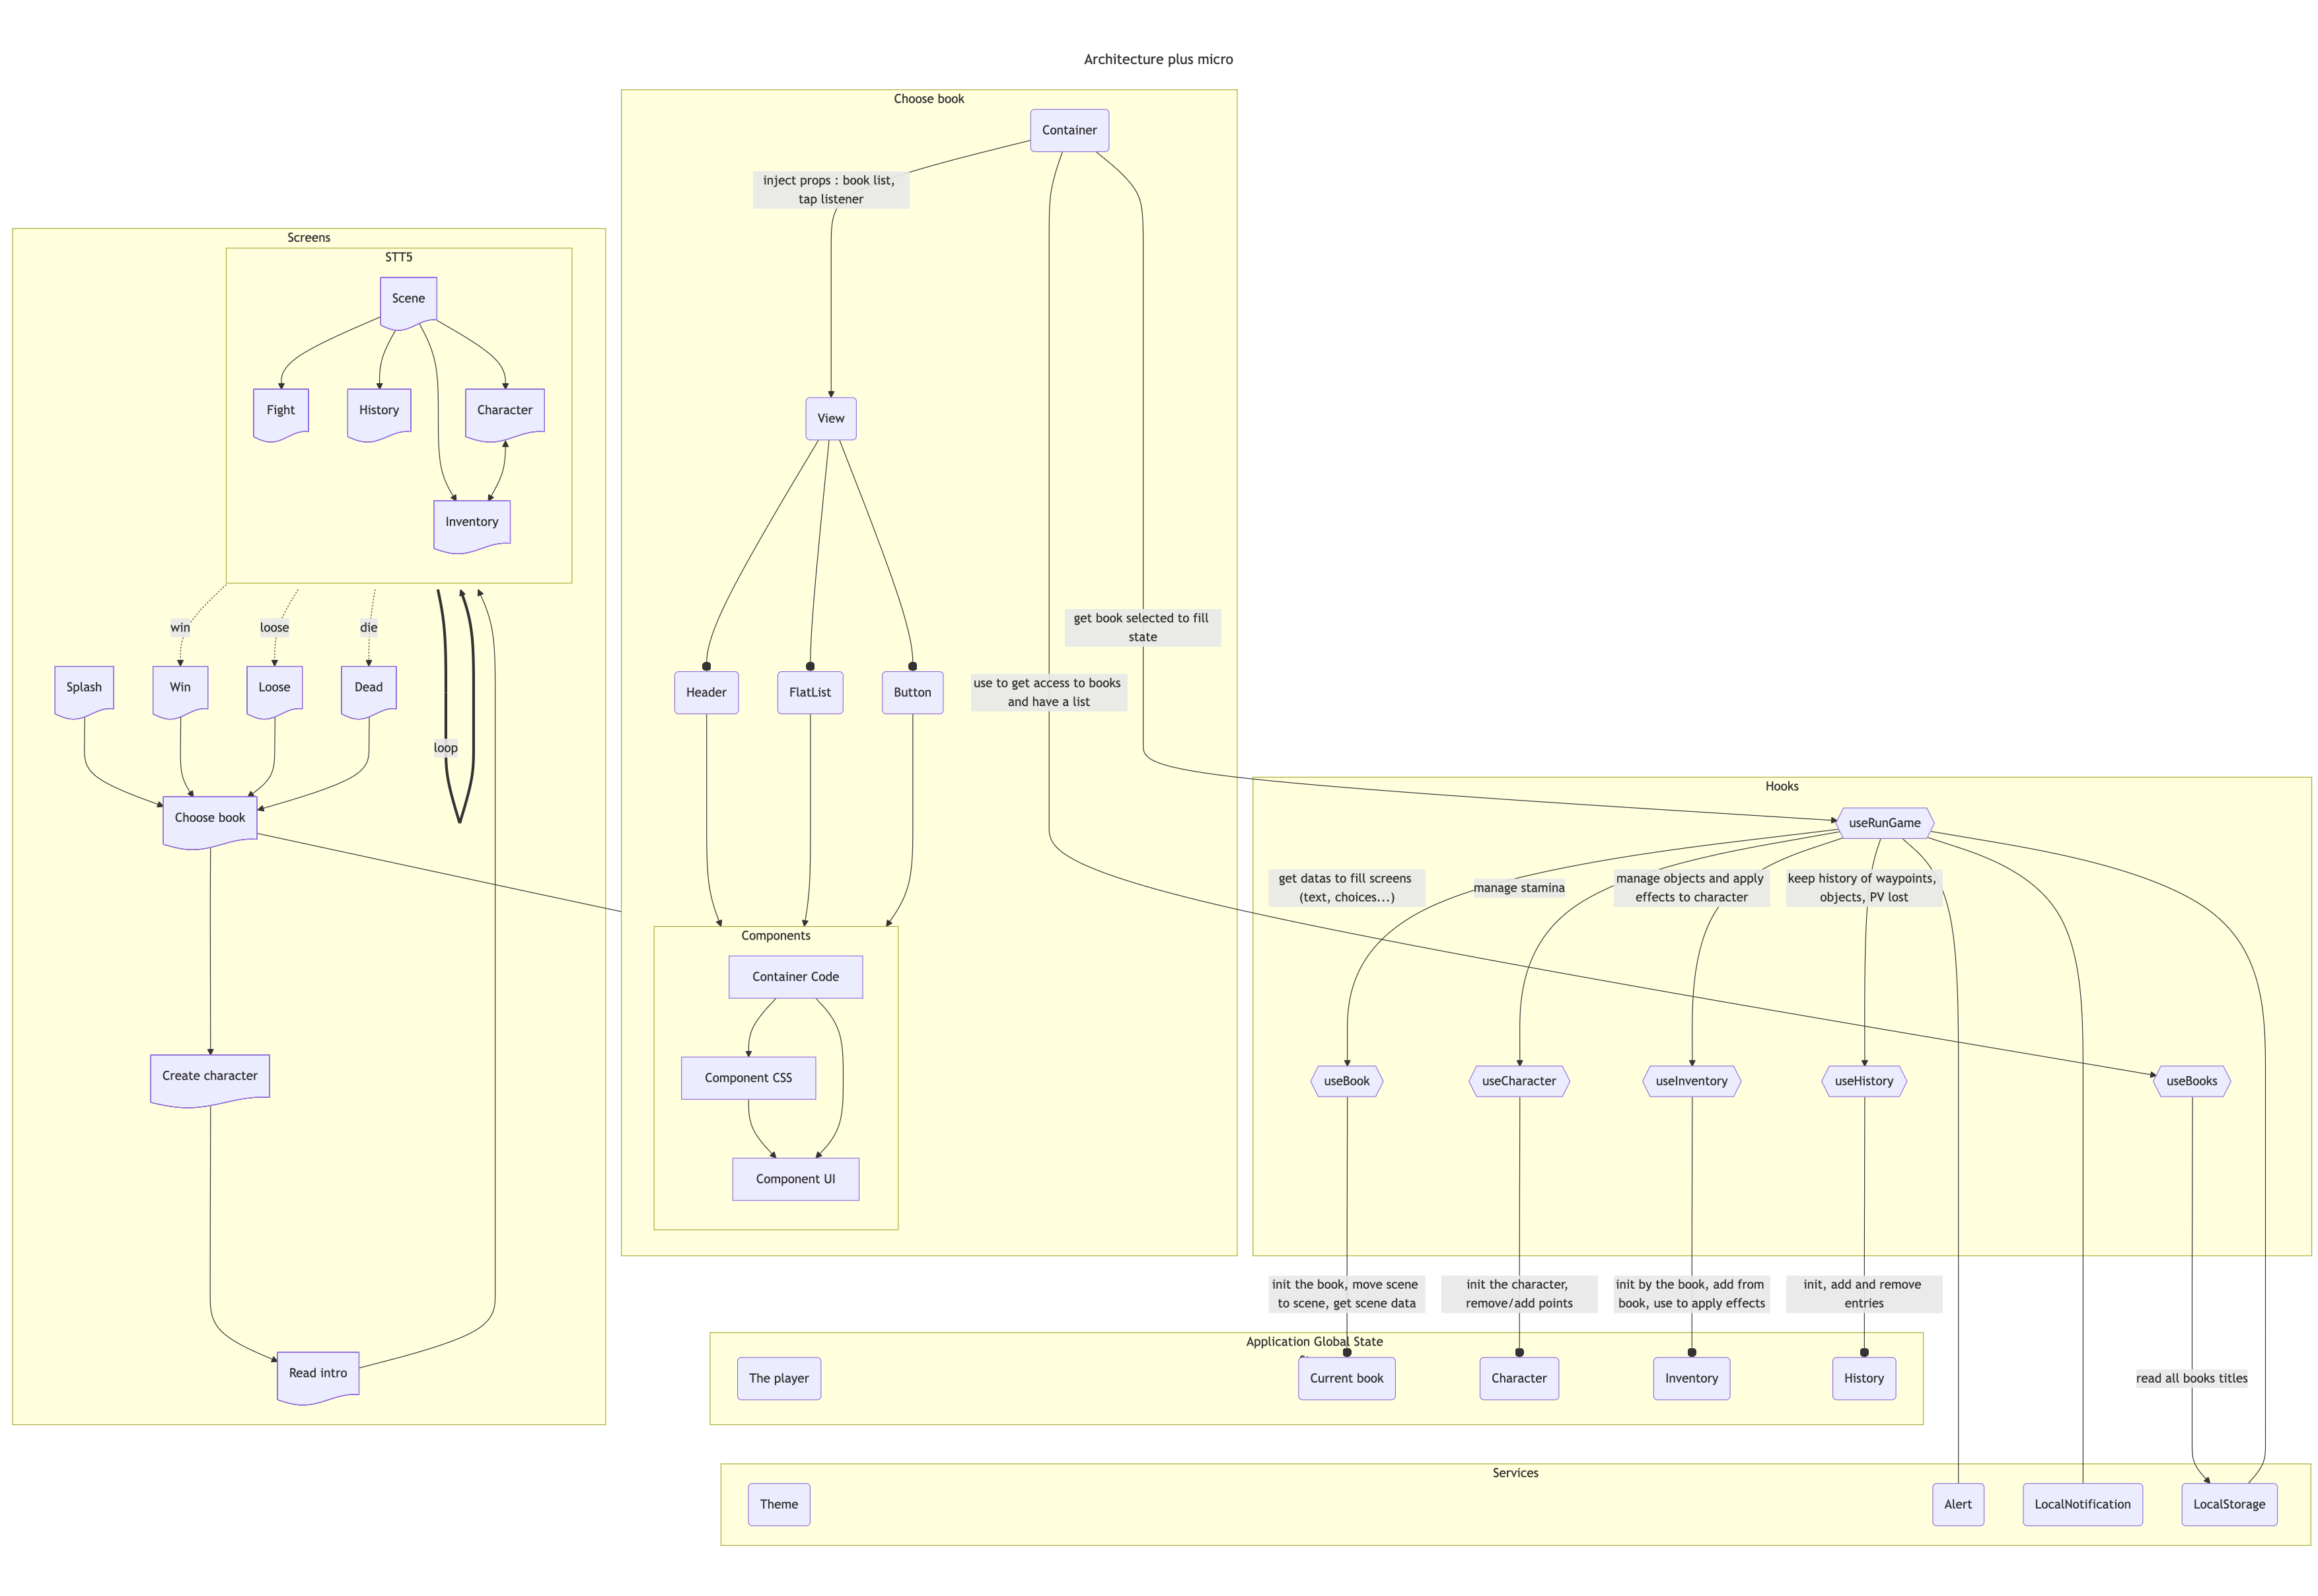 Architecture plus micro
Choose book
Container
inject props : book list,
tap listener
View
get book selected to fill
state
use to get access to books
and have a list
Header
FlatList
Button
Components
Container Code
Component CSS
Component UI
Screens
STT5
Scene
Fight
History
Character
Inventory
win
loose
die
Splash
Win
Loose
Dead
loop
Choose book
Create character
Read intro
Hooks
useRunGame
get datas to fill screens
(text, choices...)
manage stamina
manage objects and apply
effects to character
keep history of waypoints,
objects, PV lost
useBook
useCharacter
useInventory
useHistory
useBooks
init the book, move scene
to scene, get scene data
init the character,
remove/add points
init by the book, add from
book, use to apply effects
init, add and remove
entries
read all books titles
Application Global State
The player
Current book
Character
Inventory
History
Services
Theme
Alert
LocalNotification
LocalStorage